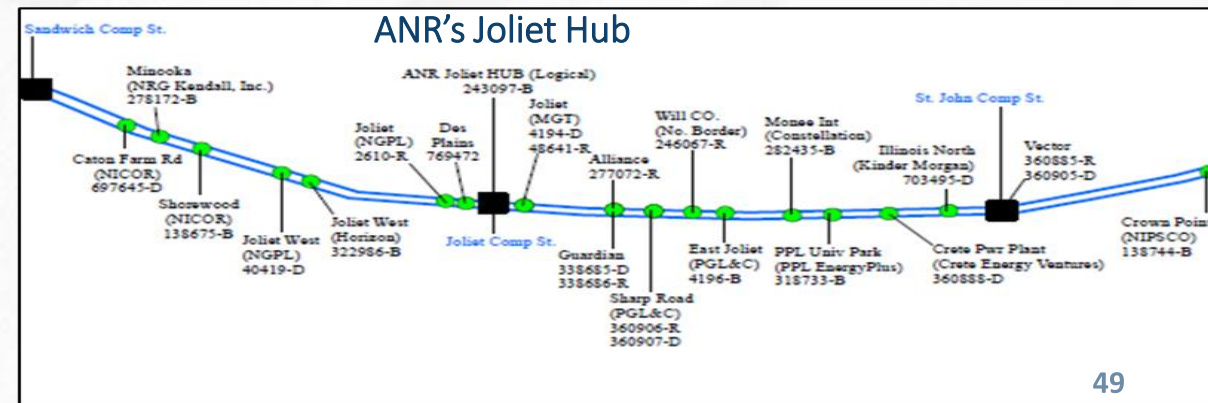 ANR's Joliet Hub
Sandwich Comp St.
Minooka
(NRG Kendall, Inc.)
278172-B
Caton Farm Rd
(NICOR)
697645-D
Shorewood
(NICOR)
138675-B
Joliet West
(NGPL)
40419-D
Joliet West
(Horizon)
322986-B
Joliet
(NGPL)
2610-R
Des
Plains
769472
ANR Joliet HUB (Logical)
243097-B
Joliet Comp St.
Joliet
(MGT)
4194-D
48641-R
Alliance
277072-R
Guardian
338685-D
338686-R
Sharp Road
(PGL&C)
360906-R
360907-D
Will CO.
(No. Border)
246067-R
East Joliet
(PGL&C)
4196-B
Monee Int
(Constellation)
282435-B
PPL Univ Park
(PPL EnergyPlus)
318733-B
Crete Pwr Plant
(Crete Energy Ventures)
360888-D
Illinois North
(Kinder Morgan)
703495-D
St. John Comp St.
Vector
360885-R
360905-D
Crown Point
(NIPSCO)
138744-B
49